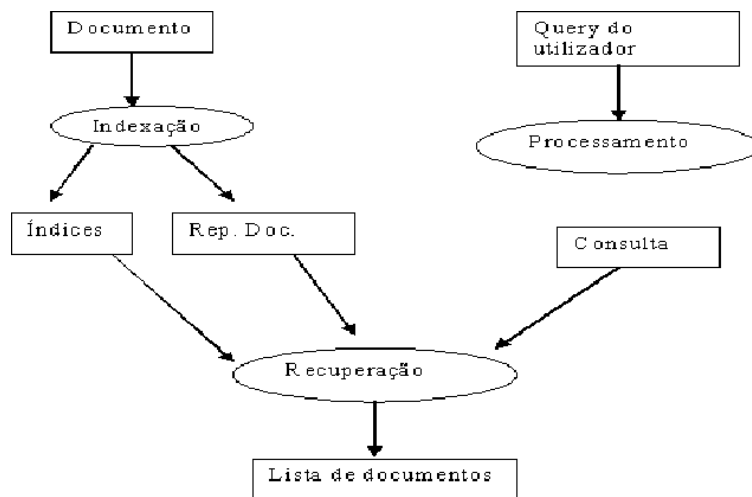 Documento
Query do
utilizador
Indexação
Processamento
Índices
Rep. Doc.
Consulta
Recuperação
Lista de documentos